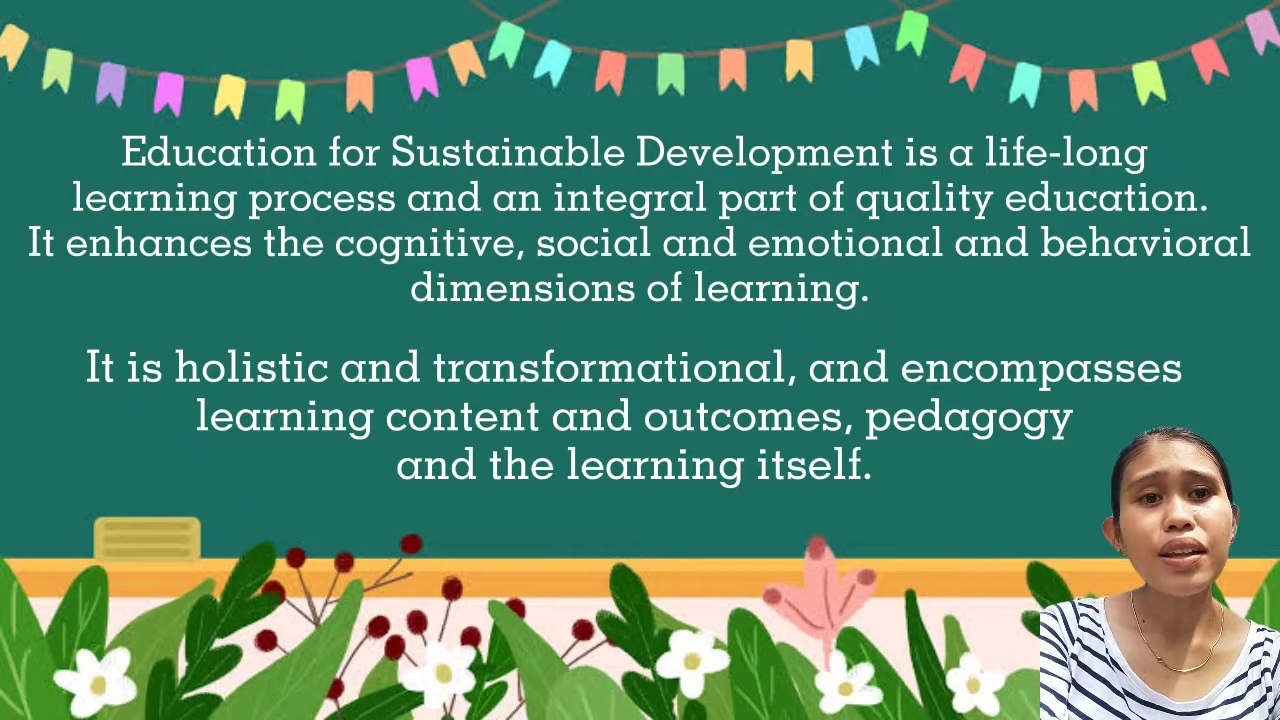 Education for Sustainable Development is a life-long
learning process and an integral part of quality education.
It enhances the cognitive, social and emotional and behavioral
dimensions of learning.
It is holistic and transformational, and encompasses
learning content and outcomes, pedagogy
and the learning itself.